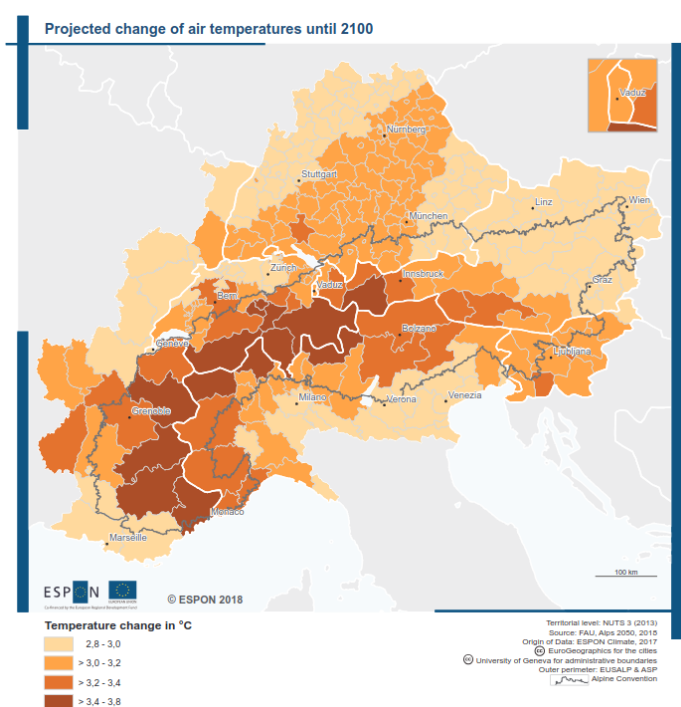 Projected change of air temperatures until 2100
Vaduz
Nürnberg
Stuttgart
Linz
Wien
München
Zürich
Innsbruck
Vaduz
Graz
Bern
Bolzano
Genève
Ljubljana
Milano
Verona
Venezia
Grenoble
Monaco
Marseille
100 km
ESPON
© ESPON 2018
Temperature change in °C
2,8 - 3,0
> 3,0 - 3,2
> 3,2 - 3,4
> 3,4 - 3,8
Territorial level: NUTS 3 (2013)
Source: FAU, Alps 2050, 2018
Origin of Data: ESPON Climate, 2017
(cc) EuroGeographics for the cities
(cc) University of Geneva for administrative boundaries
Outer perimeter: EUSALP & ASP
Alpine Convention